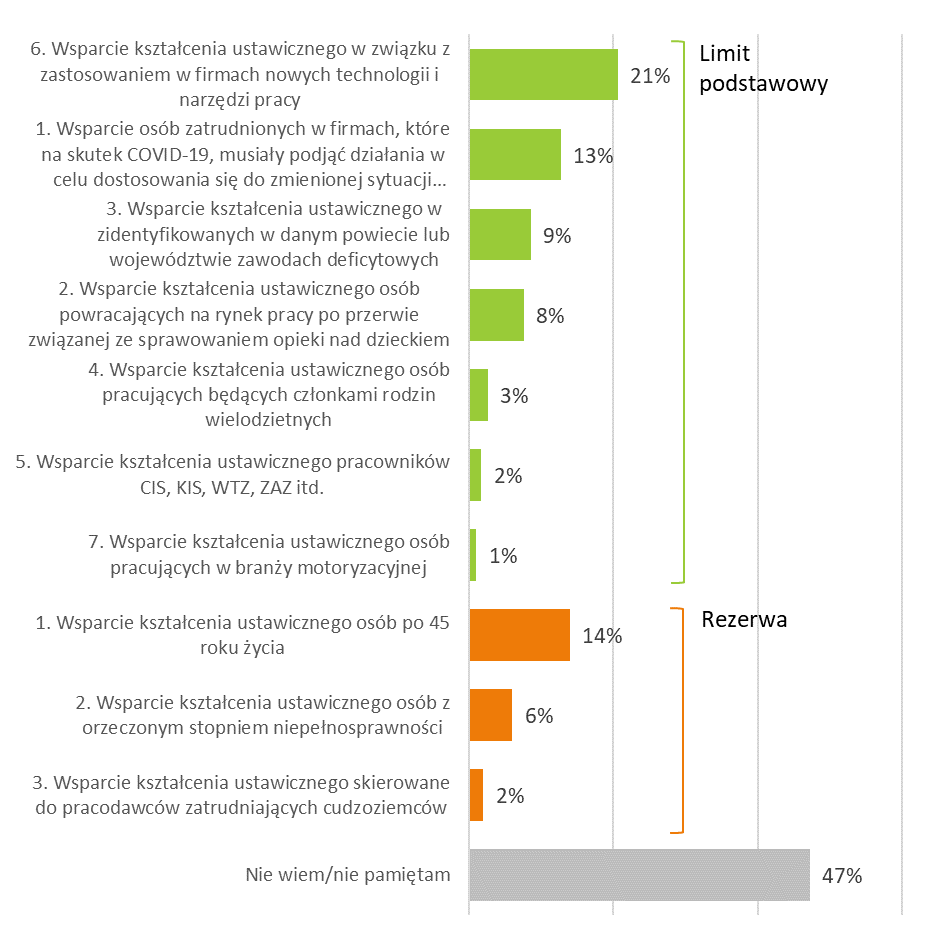 6. Wsparcie kształcenia ustawicznego w związku z
zastosowaniem w firmach nowych technologii i
narzędzi pracy
21%
Limit
podstawowy
1. Wsparcie osób zatrudnionych w firmach, które
na skutek COVID-19, musiały podjąć działania w
celu dostosowania się do zmienionej sytuacji...
13%
3. Wsparcie kształcenia ustawicznego w
zidentyfikowanych w danym powiecie lub
województwie zawodach deficytowych
9%
2. Wsparcie kształcenia ustawicznego osób
powracających na rynek pracy po przerwie
związanej ze sprawowaniem opieki nad dzieckiem
8%
4. Wsparcie kształcenia ustawicznego osób
pracujących będących członkami rodzin
wielodzietnych
3%
5. Wsparcie kształcenia ustawicznego pracowników
CIS, KIS, WTZ, ZAZ itd.
2%
7. Wsparcie kształcenia ustawicznego osób
pracujących w branży motoryzacyjnej
1%
1. Wsparcie kształcenia ustawicznego osób po 45
roku życia
14%
Rezerwa
2. Wsparcie kształcenia ustawicznego osób z
orzeczonym stopniem niepełnosprawności
6%
3. Wsparcie kształcenia ustawicznego skierowane
do pracodawców zatrudniających cudzoziemców
2%
Nie wiem/nie pamiętam
47%